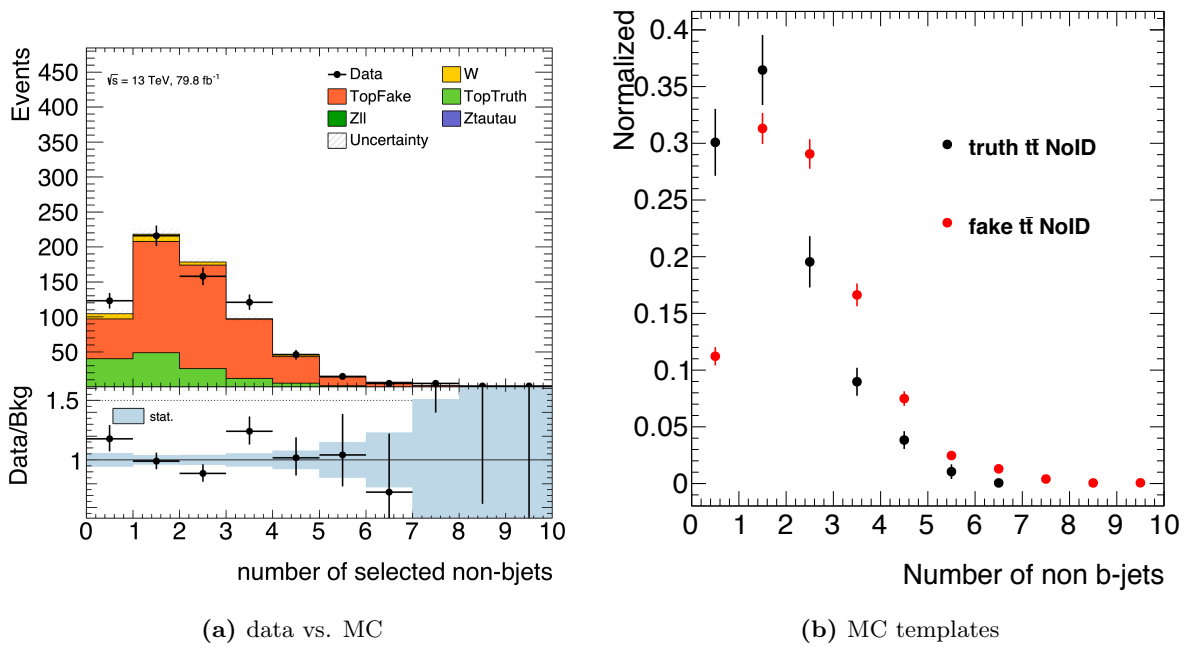 Events
450
400
350
300
250
200
150
100
50
√s = 13 TeV, 79.8 fb⁻¹
Data
W
TopFake
TopTruth
Zll
Ztautau
Uncertainty
Data/Bkg
1.5
1
stat.
0 1 2 3 4 5 6 7 8 9 10
number of selected non-bjets
(a) data vs. MC
Normalized
0.4
0.35
0.3
0.25
0.2
0.15
0.1
0.05
0
truth tt̄ NoID
fake tt̄ NoID
0 1 2 3 4 5 6 7 8 9 10
Number of non b-jets
(b) MC templates